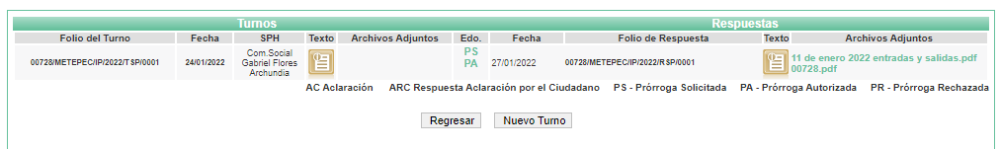 Turnos Respuestas
Folio del Turno Fecha SPH Texto Archivos Adjuntos Edo. Fecha Folio de Respuesta Texto Archivos Adjuntos
00728/METEPEC/IP/2022/TSP/0001 24/01/2022 Com.Social Gabriel Flores Archundia PS PA 27/01/2022 00728/METEPEC/IP/2022/RSP/0001 11 de enero 2022 entradas y salidas.pdf 00728.pdf
AC Aclaración ARC Respuesta Aclaración por el Ciudadano PS - Prórroga Solicitada PA - Prórroga Autorizada PR - Prórroga Rechazada
Regresar Nuevo Turno